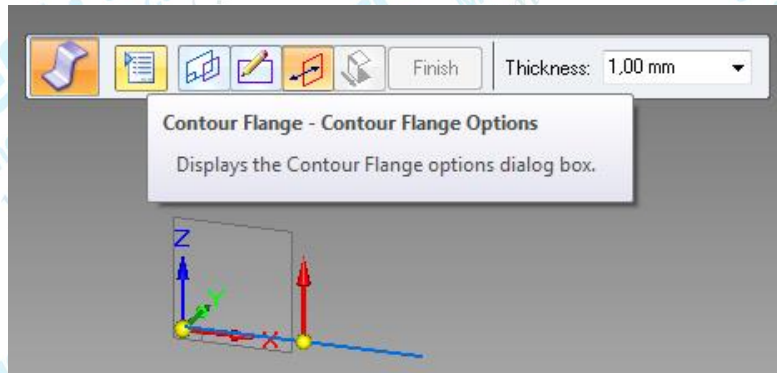 Finish Thickness: 1,00 mm
Contour Flange - Contour Flange Options
Displays the Contour Flange options dialog box.
Z
Y
X